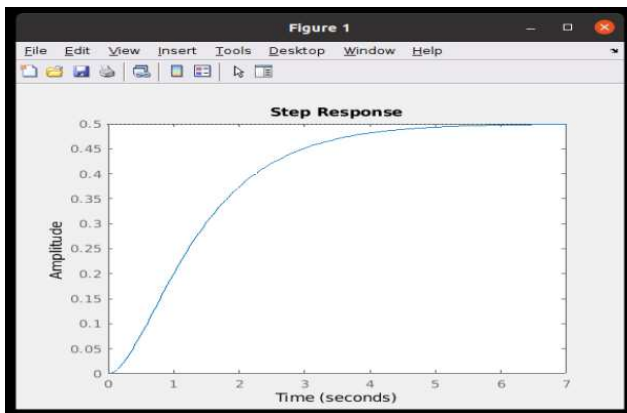 Figure 1
File Edit View Insert Tools Desktop Window Help
Step Response
0.5
0.45
0.4
0.35
0.3
0.25
0.2
0.15
0.1
0.05
0
Amplitude
0 1 2 3 4 5 6 7
Time (seconds)